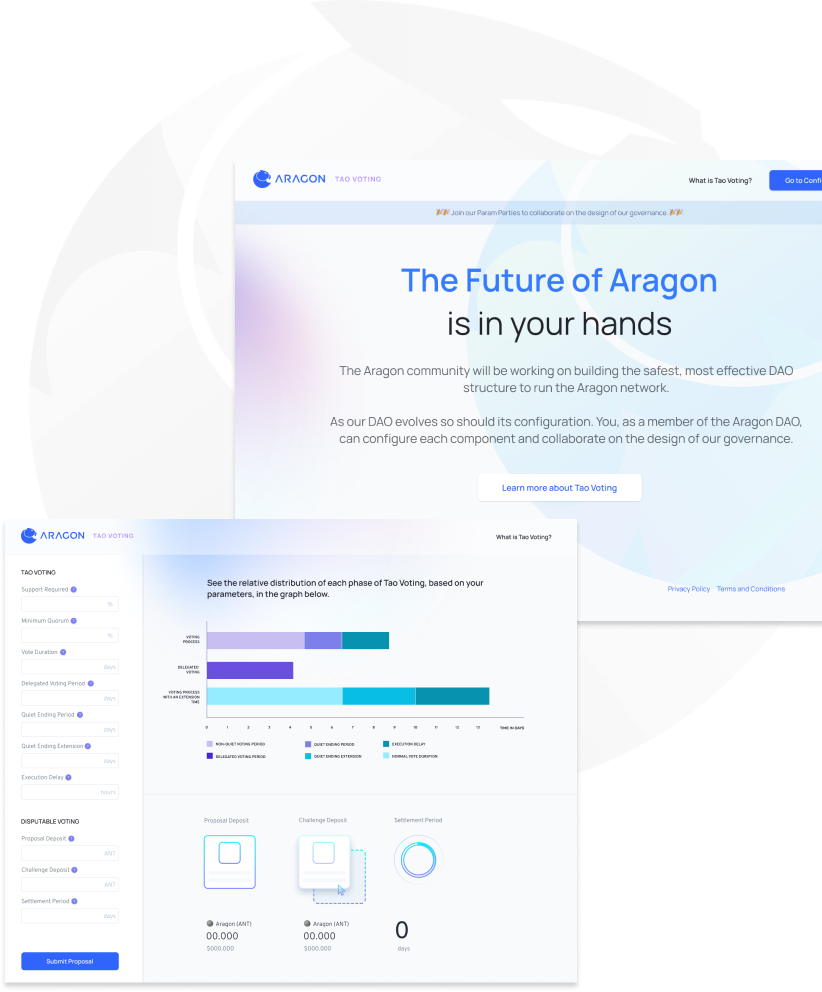 ARAGON TAO VOTING
What is Tao Voting?
Go to Confi
Join our Param Parties to collaborate on the design of our governance.
The Future of Aragon
is in your hands
The Aragon community will be working on building the safest, most effective DAO
structure to run the Aragon network.
As our DAO evolves so should its configuration. You, as a member of the Aragon DAO,
can configure each component and collaborate on the design of our governance.
Learn more about Tao Voting
Privacy Policy
Terms and Conditions
ARAGON TAO VOTING
What is Tao Voting?
TAO VOTING
Support Required ?
%
Minimum Quorum ?
%
Vote Duration ?
days
Delegated Voting Period ?
days
Quiet Ending Period ?
days
Quiet Ending Extension ?
days
Execution Delay ?
hours
DISPUTABLE VOTING
Proposal Deposit ?
ANT
Challenge Deposit ?
ANT
Settlement Period ?
days
Submit Proposal
See the relative distribution of each phase of Tao Voting, based on your
parameters, in the graph below.
VOTING
PROCESS
DELEGATED
VOTING
VOTING PROCESS
WITH AN EXTENSION
TIME
0 1 2 3 4 5 6 7 8 9 10 11 12 13 TIME IN DAYS
NON-QUIET VOTING PERIOD
QUIET ENDING PERIOD
EXECUTION DELAY
DELEGATED VOTING PERIOD
QUIET ENDING EXTENSION
NORMAL VOTE DURATION
Proposal Deposit
Challenge Deposit
Settlement Period
Aragon (ANT)
00.000
$000.000
Aragon (ANT)
00.000
$000.000
0
days